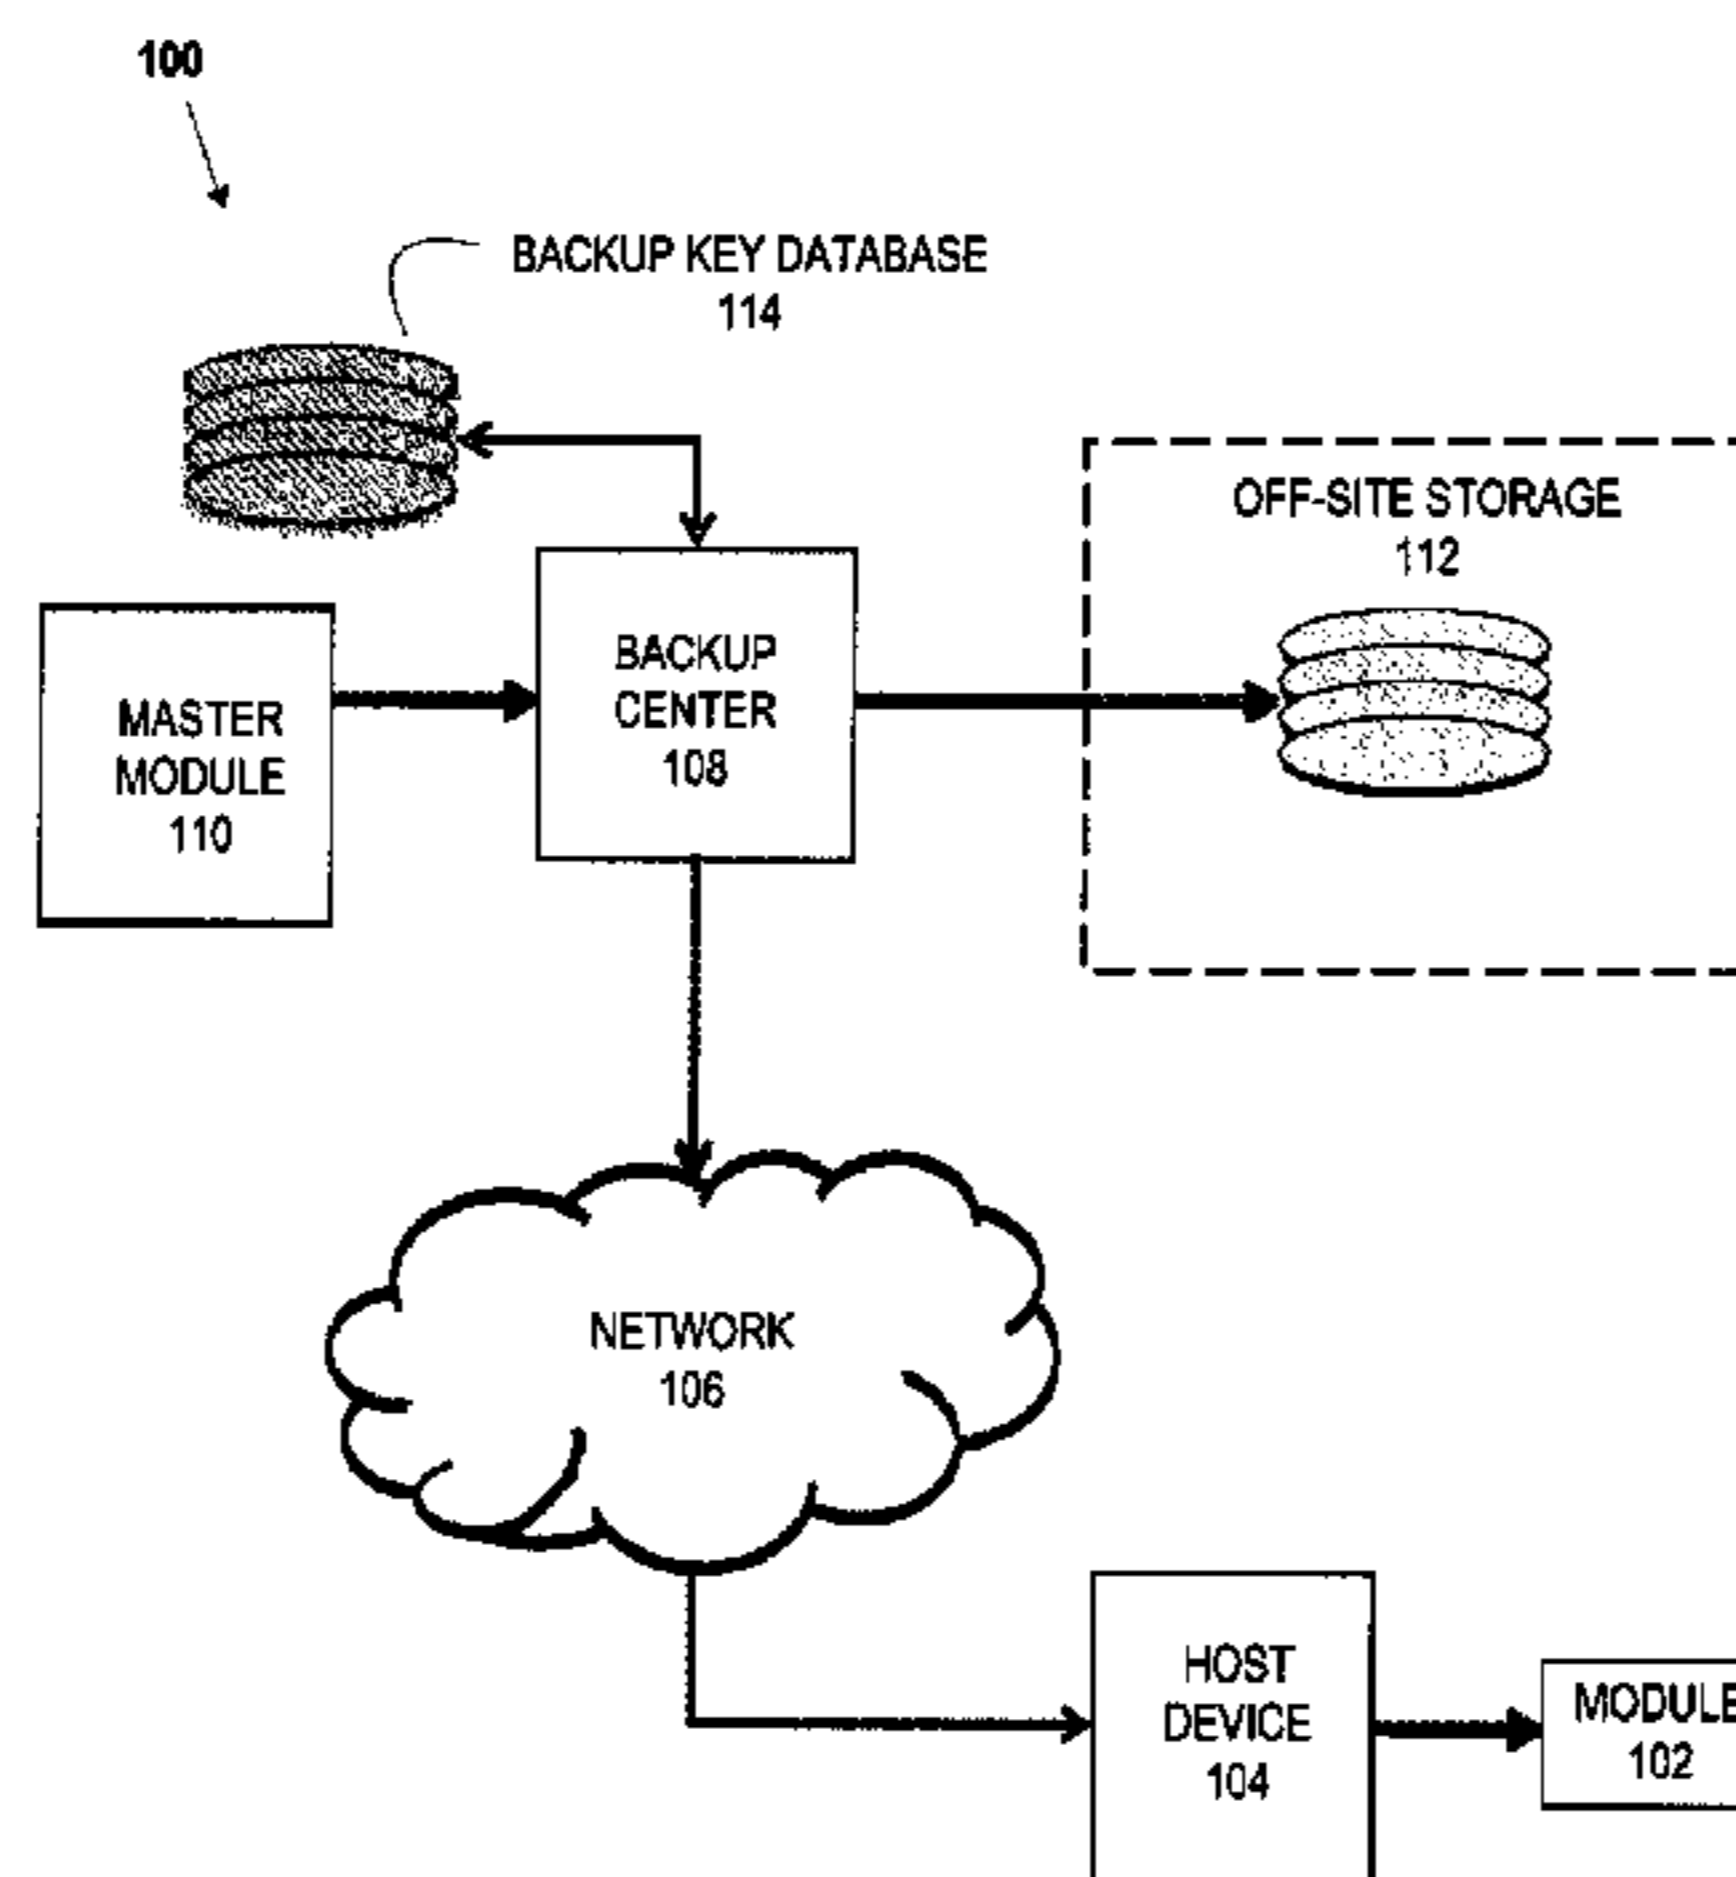 100
BACKUP KEY DATABASE
114
OFF-SITE STORAGE
112
BACKUP
CENTER
108
MASTER
MODULE
110
NETWORK
106
HOST
DEVICE
104
MODULE
102